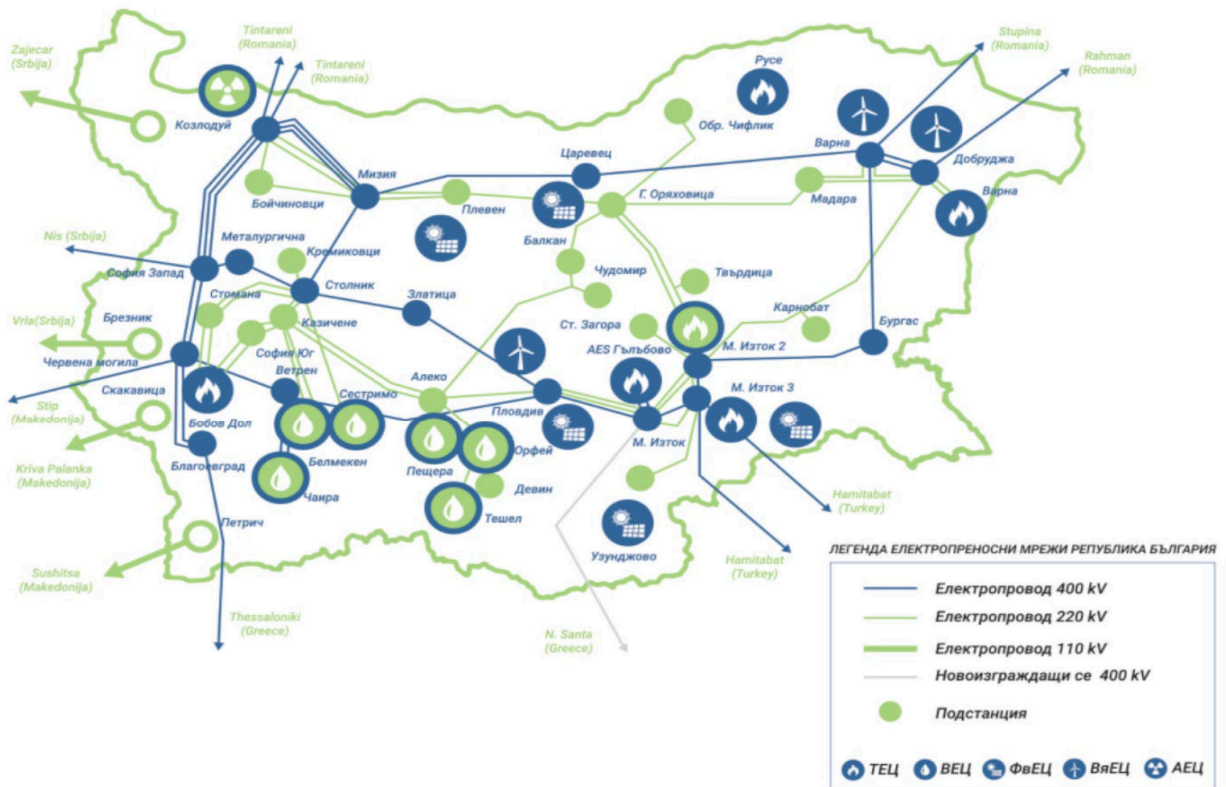 Tintareni
(Romania)
Tintareni
(Romania)
Zajecar
(Srbija)
Козлодуй
Stupina
(Romania)
Rahman
(Romania)
Русе
Обр. Чифлик
Варна
Добруджа
Варна
Царевец
Мизия
Бойчиновци
Плевен
Г. Оряховица
Мадара
Балкан
Nis (Srbija)
Металургична
Кремиковци
София Запад
Столник
Стомана
Златица
Чудомир
Твърдица
Карнобат
Бургас
Vrla(Srbija)
Брезник
Казичене
Ст. Загора
AES Гълъбово
М. Изток 2
Червена могила
София Юг
Ветрен
Алеко
М. Изток 3
Скакавица
Сестримо
Пловдив
Stip
(Makedonija)
Бобов Дол
М. Изток
Благоевград
Белмекен
Пещера
Орфей
Kriva Palanka
(Makedonija)
Чаира
Девин
Тешел
Hamitabat
(Turkey)
Петрич
Узунджово
Sushitsa
(Makedonija)
Hamitabat
(Turkey)
Thessaloniki
(Greece)
N. Santa
(Greece)
ЛЕГЕНДА ЕЛЕКТРОПРЕНОСНИ МРЕЖИ РЕПУБЛИКА БЪЛГАРИЯ
Електропровод 400 kV
Електропровод 220 kV
Електропровод 110 kV
Новоизграждащи се 400 kV
Подстанция
ТЕЦ
ВЕЦ
ФвЕЦ
ВяЕЦ
АЕЦ